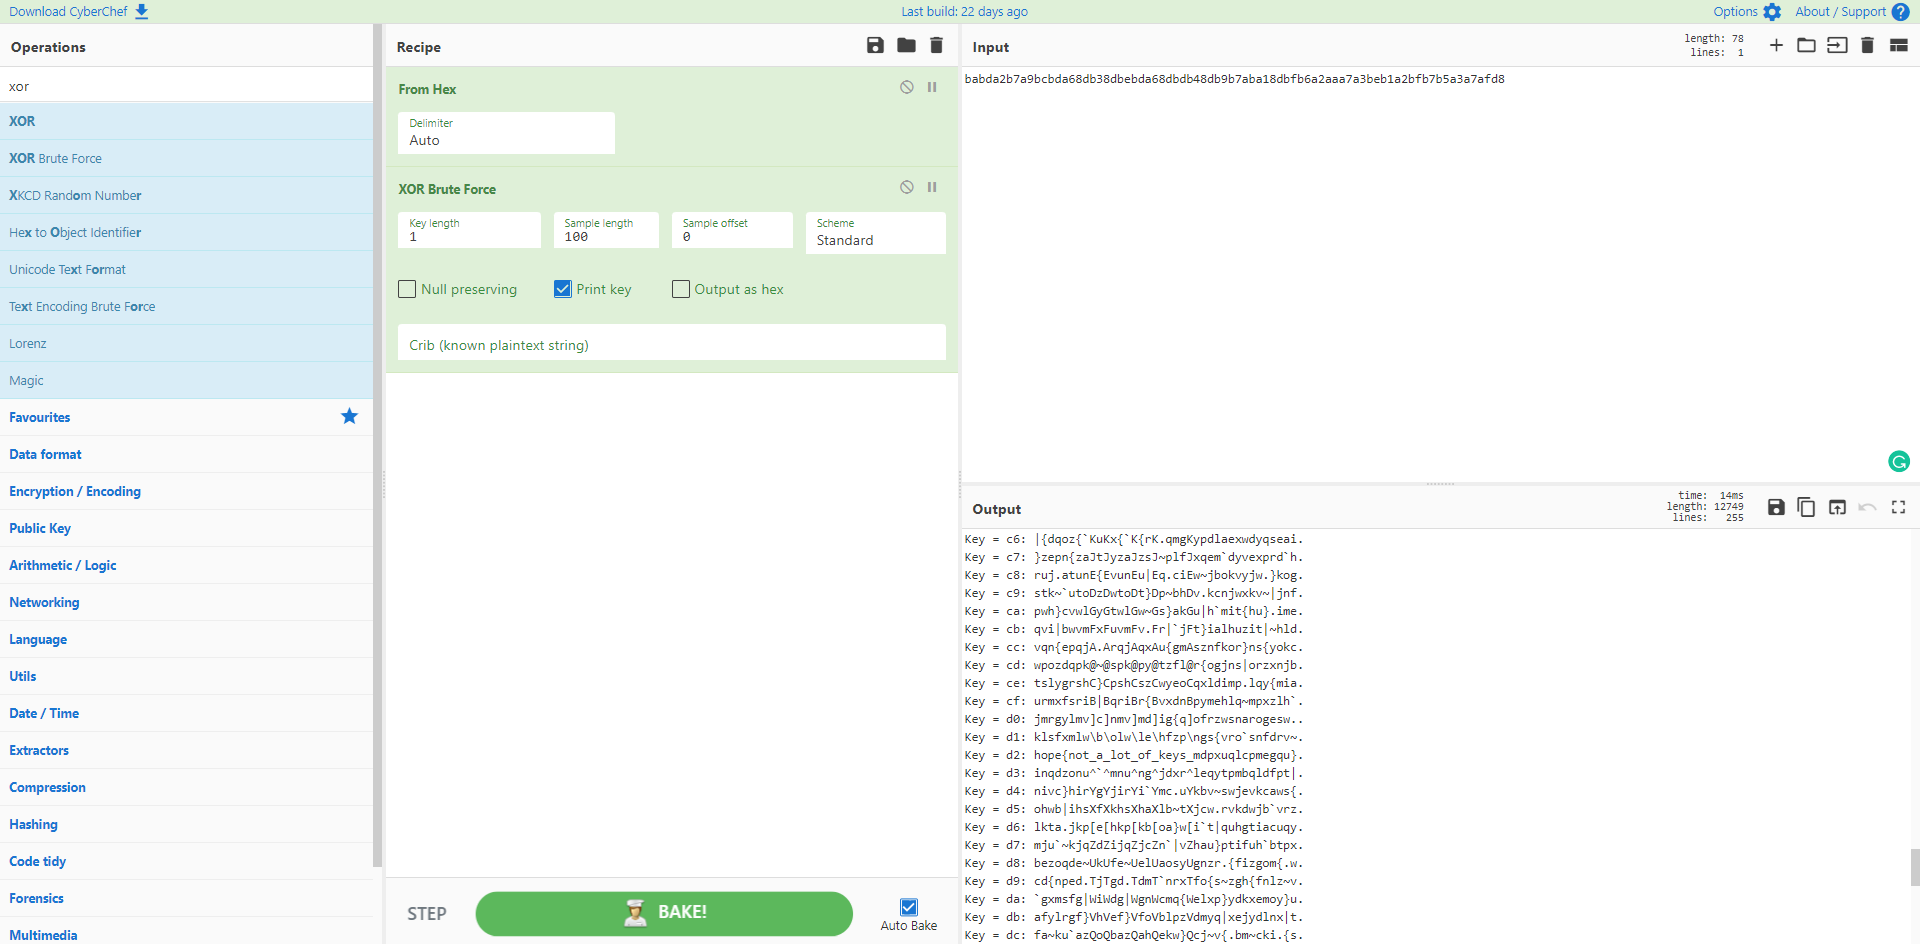 Download CyberChef
Last build: 22 days ago
Options
About / Support
Operations
xor
XOR
XOR Brute Force
XKCD Random Number
Hex to Object Identifier
Unicode Text Format
Text Encoding Brute Force
Lorenz
Magic
Favourites
Data format
Encryption / Encoding
Public Key
Arithmetic / Logic
Networking
Language
Utils
Date / Time
Extractors
Compression
Hashing
Code tidy
Forensics
Multimedia
Recipe
From Hex
Delimiter
Auto
XOR Brute Force
Key length
1
Sample length
100
Sample offset
0
Scheme
Standard
Null preserving
Print key
Output as hex
Crib (known plaintext string)
STEP
BAKE!
Auto Bake
Input
length: 78
lines: 1
babda2b7a9bcbda68db38dbebda68dbdb48db9b7aba18dbfb6a2aaa7a3beb1a2bfb7b5a3a7afd8
Output
time: 14ms
length: 12749
lines: 255
Key = c6: |{dqoz{`KuKx{`K{rK.qmgKypdlaexwdyqseai.
Key = c7: }zepn{zaJtJyzaJzsJ~plfJxqem`dyvexprd`h.
Key = c8: ruj.atunE{EvunEu|Eq.ciEw~jbokvyjw.}kog.
Key = c9: stk~`utoDzDwtoDt}Dp~bhDv.kcnjwxkv~|jnf.
Key = ca: pwh}cvwlGyGtwlGw~Gs}akGu|h`mit{hu}.ime.
Key = cb: qvi|bwvmFxFuvmFv.Fr|`jFt}ialhuzit|~hld.
Key = cc: vqn{epqjA.ArqjAqxAu{gmAsznfkor}ns{yokc.
Key = cd: wpozdqpk@~@spk@py@tzfl@r{ogjns|orzxnjb.
Key = ce: tslygrshC}CpshCszCwyeoCqxldimp.lqy{mia.
Key = cf: urmxfsriB|BqriBr{BvxdnBpymehlq~mpxzlh`.
Key = d0: jmrgylmv]c]nmv]md]ig{q]ofrzwsnarogesw..
Key = d1: klsfxmlw\b\olw\le\hfzp\ngs{vro`snfdrv~.
Key = d2: hope{not_a_lot_of_keys_mdpxuqlcpmegqu}.
Key = d3: inqdzonu^`^mnu^ng^jdxr^leqytpmbqldfpt|.
Key = d4: nivc}hirYgYjirYi`Ymc.uYkbv~swjevkcaws{.
Key = d5: ohwb|ihsXfXkhsXhaXlb~tXjcw.rvkdwjb`vrz.
Key = d6: lkta.jkp[e[hkp[kb[oa}w[i`t|quhgtiacuqy.
Key = d7: mju`~kjqZdZijqZjcZn`|vZhau}ptifuh`btpx.
Key = d8: bezoqde~UkUfe~UelUaosyUgnzr.{fizgom{.w.
Key = d9: cd{nped.TjTgd.TdmT`nrxTfo{s~zgh{fnlz~v.
Key = da: `gxmsfg|WiWdg|WgnWcmq{Welxp}ydkxemoy}u.
Key = db: afylrgf}VhVef}VfoVblpzVdmyq|xejydlnx|t.
Key = dc: fa~ku`azQoQbazQahQekw}Qcj~v{.bm~cki.{s.